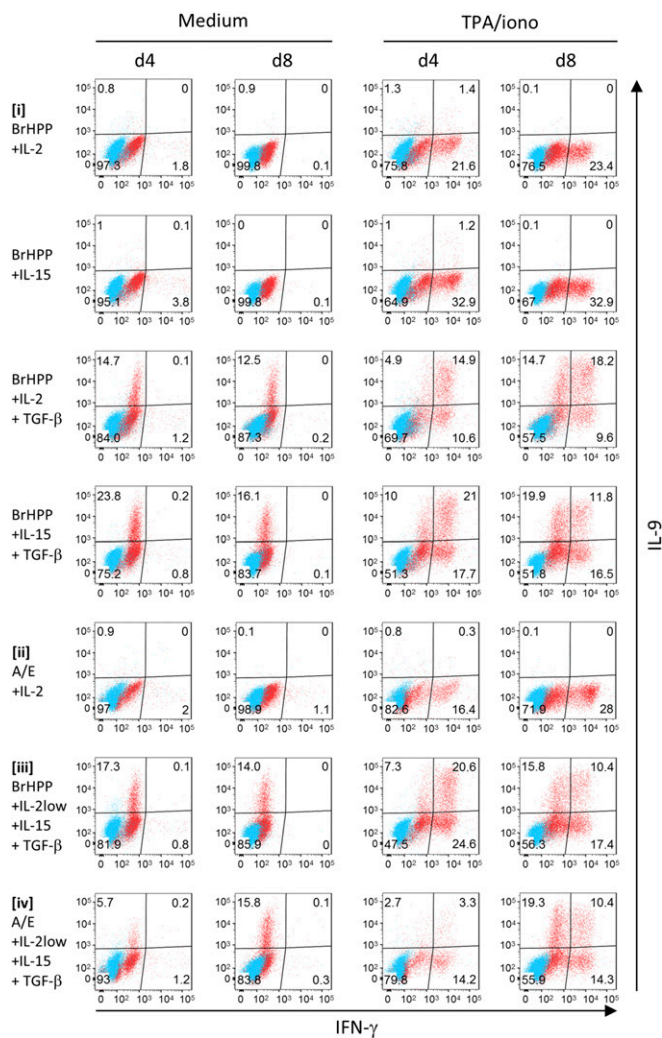 Medium TPA/iono
d4 d8 d4 d8
[i]
BrHPP
+IL-2
10⁵ 10⁴ 10³ 10² 0
0.8 0 97.3 1.8
0.9 0 99.8 0.1
1.3 1.4 75.8 21.6
0.1 0 76.5 23.4
0 10² 10³ 10⁴ 10⁵
BrHPP
+IL-15
1 0.1 95.1 3.8
0 0 99.8 0.1
1 1.2 64.9 32.9
0.1 0 67 32.9
BrHPP
+IL-2
+ TGF-β
14.7 0.1 84.0 1.2
12.5 0 87.3 0.2
4.9 14.9 69.7 10.6
14.7 18.2 57.5 9.6
BrHPP
+IL-15
+ TGF-β
23.8 0.2 75.2 0.8
16.1 0 83.7 0.1
10 21 51.3 17.7
19.9 11.8 51.8 16.5
[ii]
A/E
+IL-2
0.9 0 97 2
0.1 0 98.9 1.1
0.8 0.3 82.6 16.4
0.1 0 71.9 28
[iii]
BrHPP
+IL-2low
+IL-15
+ TGF-β
17.3 0.1 81.9 0.8
14.0 0 85.9 0
7.3 20.6 47.5 24.6
15.8 10.4 56.3 17.4
[iv]
A/E
+IL-2low
+IL-15
+ TGF-β
5.7 0.2 93 1.2
15.8 0.1 83.8 0.3
2.7 3.3 79.8 14.2
19.3 10.4 55.9 14.3
IFN-γ
IL-9